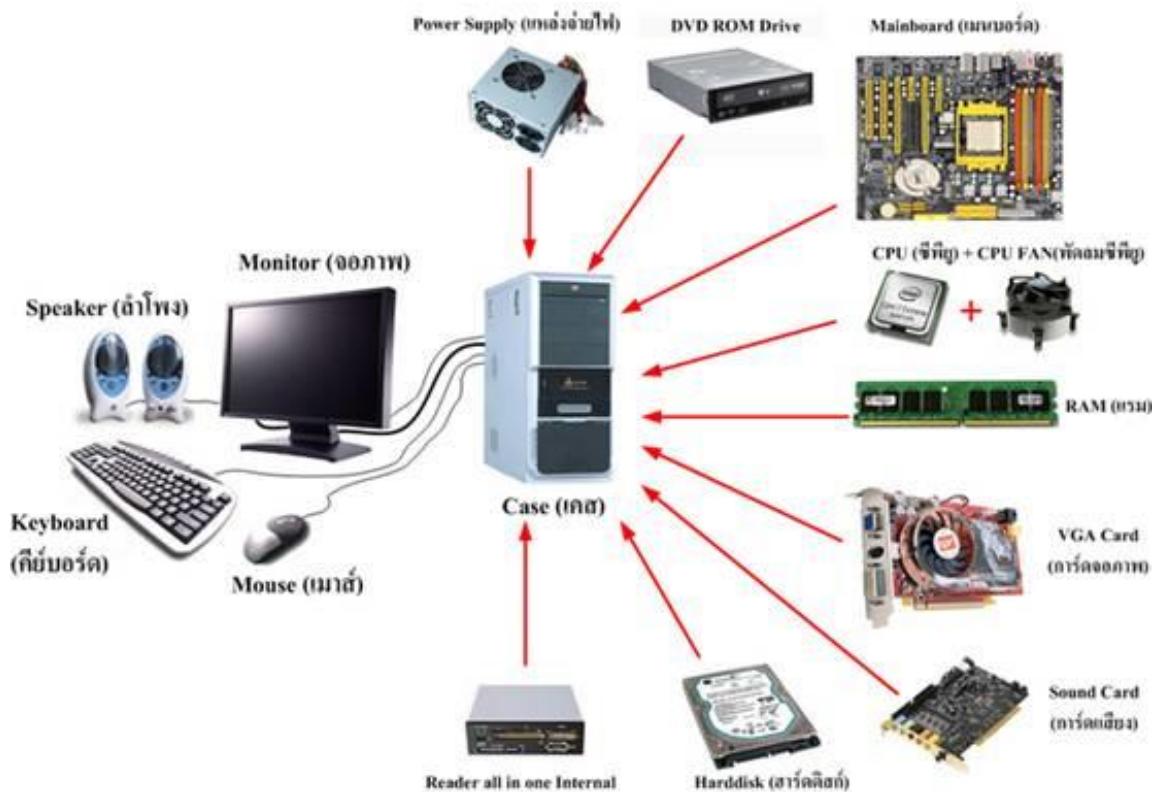 Power Supply (แหล่งจ่ายไฟ)
DVD ROM Drive
Mainboard (เมนบอร์ด)
CPU (ซีพียู) + CPU FAN(พัดลมซีพียู)
+
Monitor (จอภาพ)
Speaker (ลำโพง)
RAM (แรม)
Case (เคส)
Keyboard
(คีย์บอร์ด)
Mouse (เมาส์)
VGA Card
(การ์ดจอภาพ)
Sound Card
(การ์ดเสียง)
Reader all in one Internal
Harddisk (ฮาร์ดดิสก์)